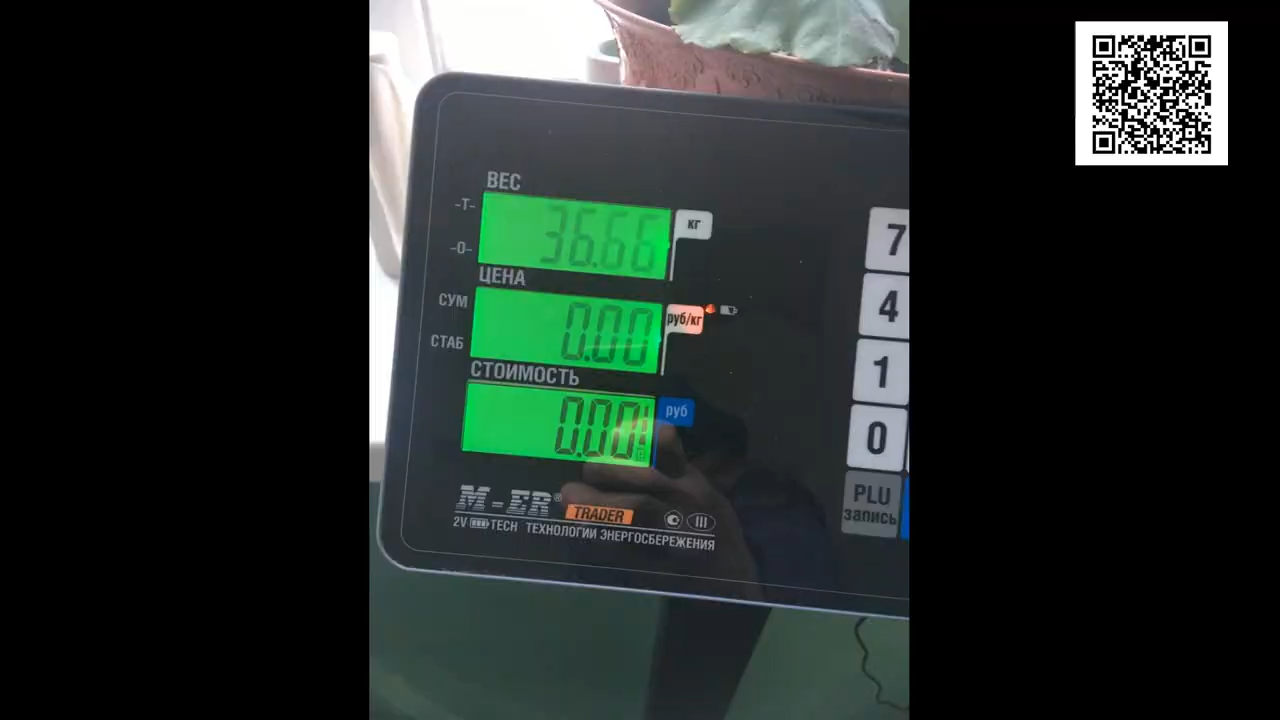 ВЕС
-T-
36.66
кг
-0-
ЦЕНА
СУМ
0.00
руб/кг
СТАБ
СТОИМОСТЬ
0.00
руб
7
4
1
0
PLU
запись
M-ER®
TRADER
III
2V TECH ТЕХНОЛОГИИ ЭНЕРГОСБЕРЕЖЕНИЯ